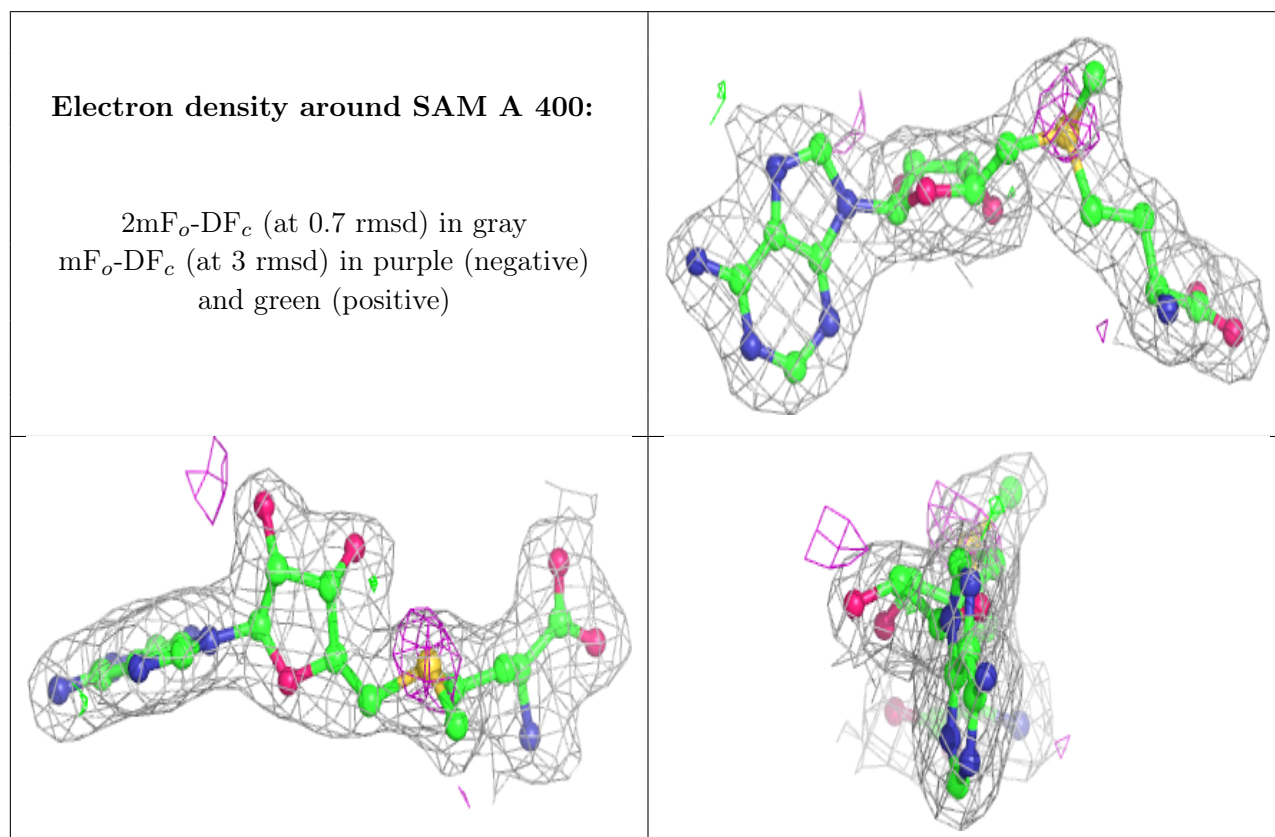 Electron density around SAM A 400:
2mFo-DFc (at 0.7 rmsd) in gray
mFo-DFc (at 3 rmsd) in purple (negative)
and green (positive)